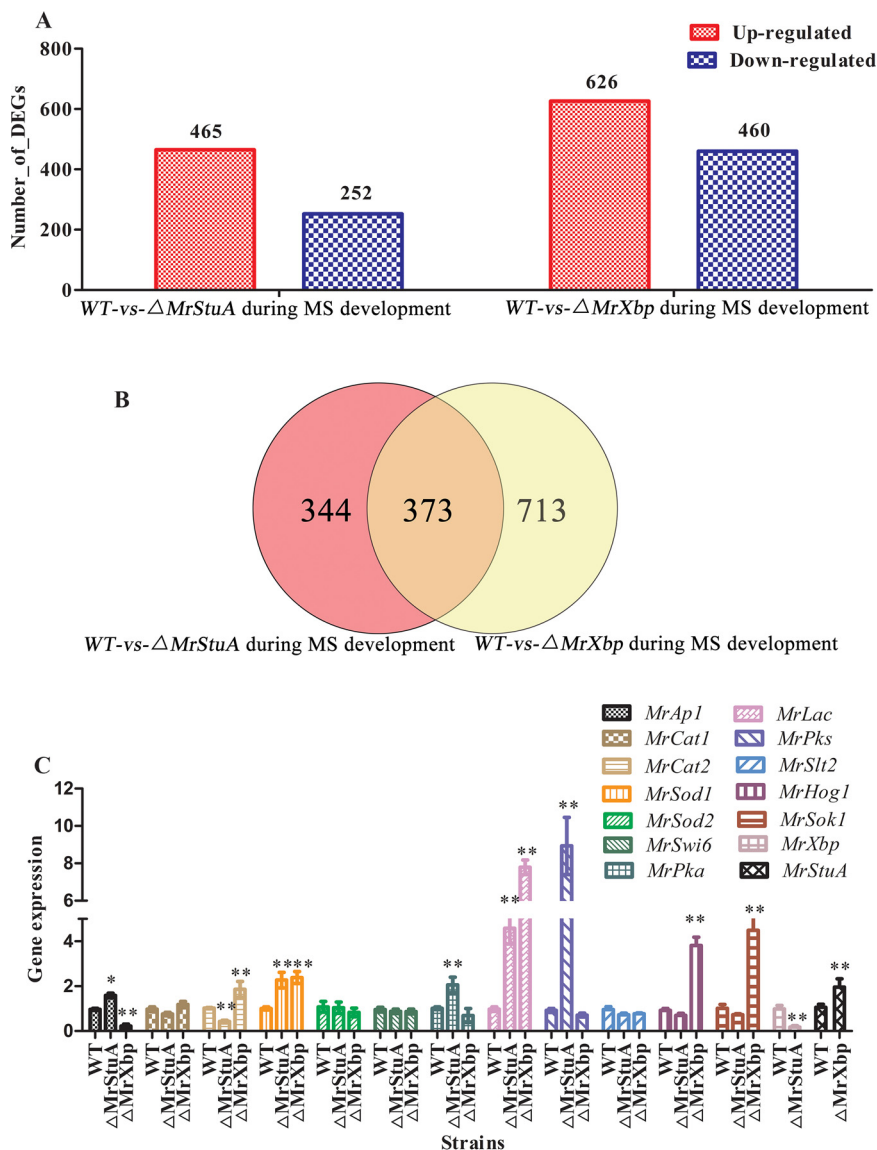 A
Number_of_DEGs
800
600
400
200
0
Up-regulated
Down-regulated
465
252
626
460
WT-vs-△MrStuA during MS development
WT-vs-△MrXbp during MS development
B
344
373
713
WT-vs-△MrStuA during MS development
WT-vs-△MrXbp during MS development
C
MrAp1
MrCat1
MrCat2
MrSod1
MrSod2
MrSwi6
MrPka
MrLac
MrPks
MrSlt2
MrHog1
MrSok1
MrXbp
MrStuA
Gene expression
12
10
8
6
4
2
0
*
**
**
**
**
**
**
**
**
**
**
**
**
**
WT
△MrStuA
△MrXbp
WT
△MrStuA
△MrXbp
WT
△MrStuA
△MrXbp
WT
△MrStuA
△MrXbp
WT
△MrStuA
△MrXbp
WT
△MrStuA
△MrXbp
WT
△MrStuA
△MrXbp
WT
△MrStuA
△MrXbp
WT
△MrStuA
△MrXbp
WT
△MrStuA
△MrXbp
WT
△MrStuA
△MrXbp
WT
△MrStuA
△MrXbp
WT
△MrStuA
WT
△MrXbp
Strains